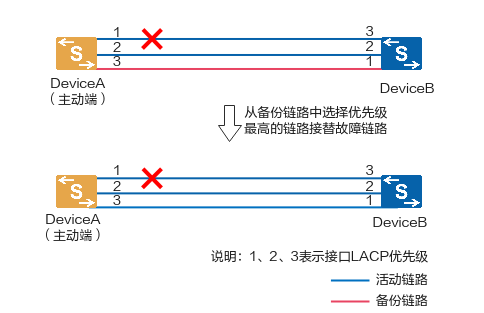 1 3
2 2
3 1
S S
DeviceA
（主动端）
DeviceB
从备份链路中选择优先级
最高的链路接替故障链路
1 3
2 2
3 1
S S
DeviceA
（主动端）
DeviceB
说明：1、2、3表示接口LACP优先级
活动链路
备份链路